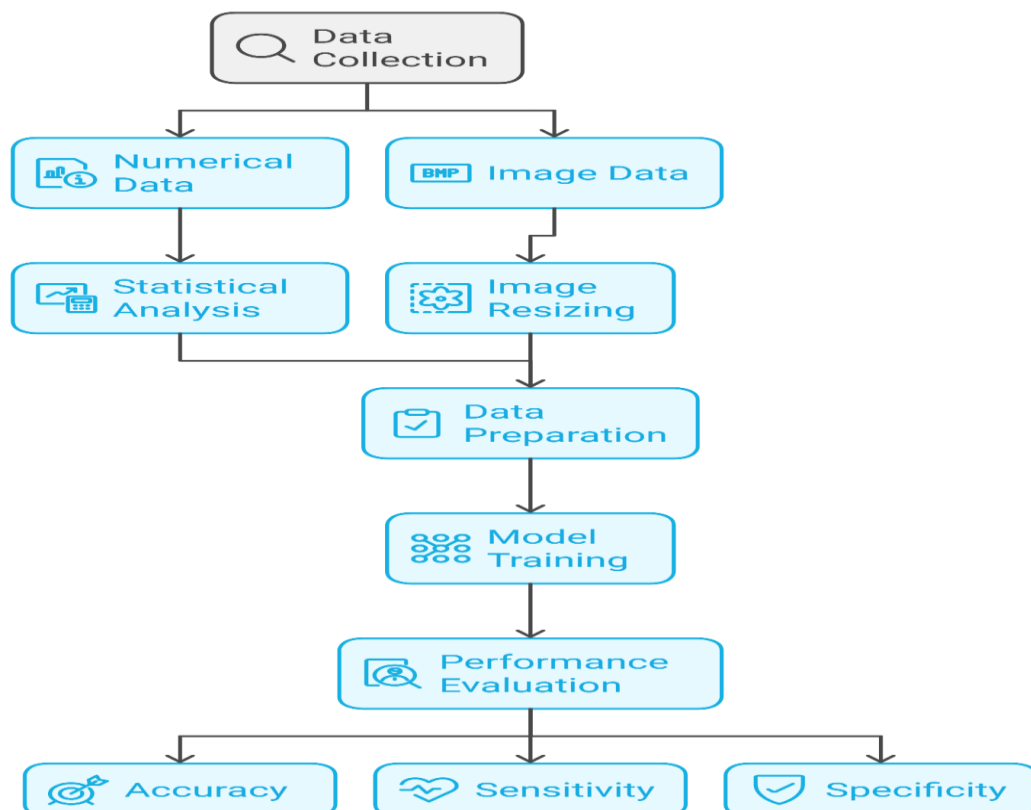 Data
Collection
Numerical
Data
BMP Image Data
Statistical
Analysis
Image
Resizing
Data
Preparation
Model
Training
Performance
Evaluation
Accuracy
Sensitivity
Specificity